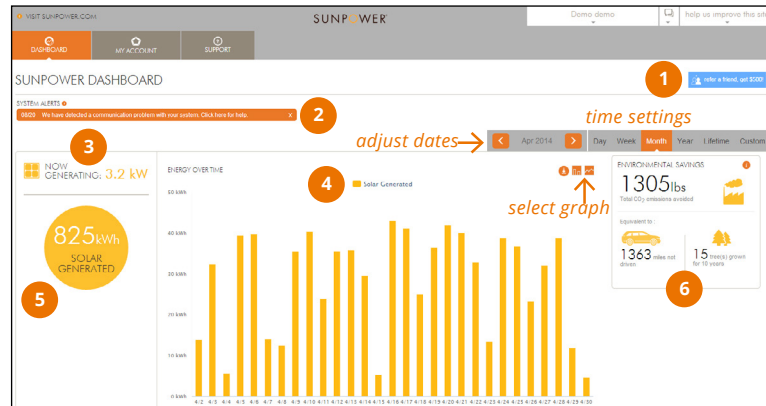 VISIT SUNPOWER.COM
SUNPOWER
Demo demo
help us improve this site
DASHBOARD
MY ACCOUNT
SUPPORT
SUNPOWER DASHBOARD
1
refer a friend, get $500!
SYSTEM ALERTS
08/20 We have detected a communication problem with your system. Click here for help. X
2
time settings
adjust dates
Apr 2014
Day Week Month Year Lifetime Custom
3
NOW
GENERATING: 3.2 kW
ENERGY OVER TIME
4
Solar Generated
select graph
50 kWh
40 kWh
30 kWh
20 kWh
10 kWh
0 kWh
4/2 4/3 4/4 4/5 4/6 4/7 4/8 4/9 4/10 4/11 4/12 4/13 4/14 4/15 4/16 4/17 4/18 4/19 4/20 4/21 4/22 4/23 4/24 4/25 4/26 4/27 4/28 4/29 4/30
825kWh
SOLAR
GENERATED
5
ENVIRONMENTAL SAVINGS
1305lbs
Total CO2 emissions avoided
Equivalent to :
1363 miles not
driven
15 tree(s) grown
for 10 years
6